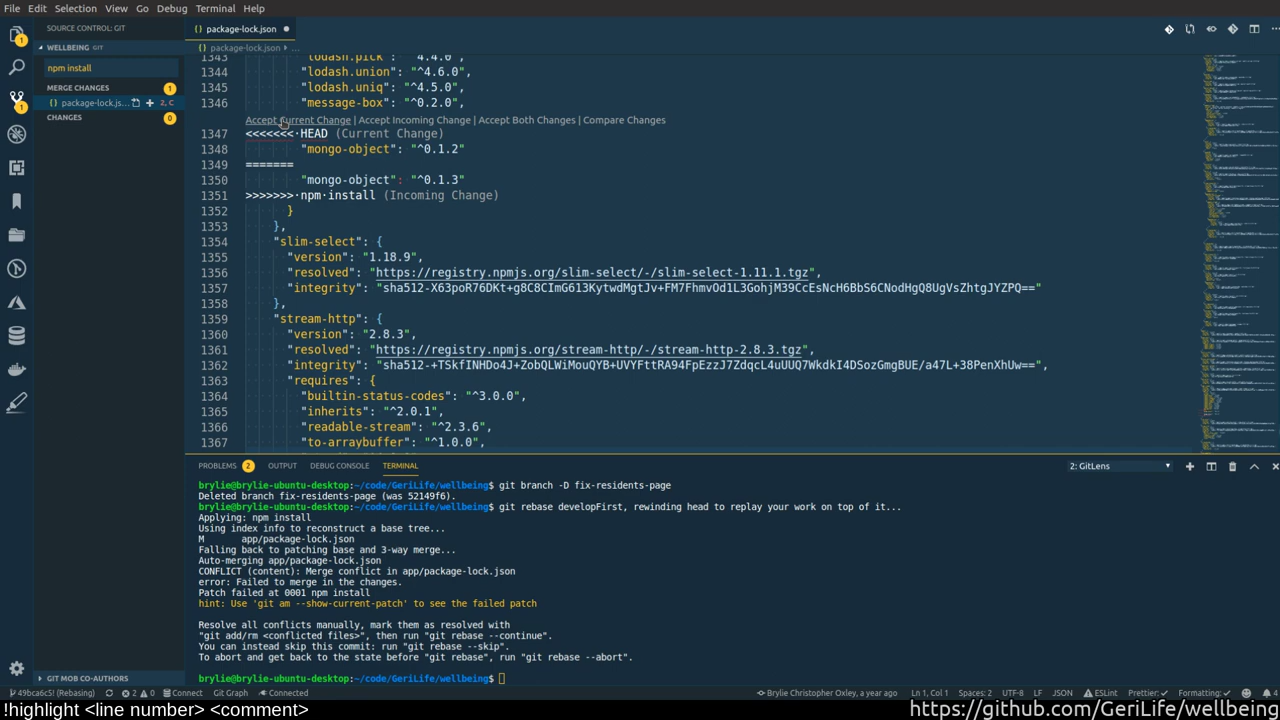 File Edit Selection View Go Debug Terminal Help
SOURCE CONTROL: GIT
WELLBEING GIT
npm install
MERGE CHANGES 1
package-lock.js... 2, C
CHANGES 0
GIT MOB CO-AUTHORS
package-lock.json
package-lock.json › ...
1343 "lodash.pick": "^4.4.0",
1344 "lodash.union": "^4.6.0",
1345 "lodash.uniq": "^4.5.0",
1346 "message-box": "^0.2.0",
Accept Current Change | Accept Incoming Change | Accept Both Changes | Compare Changes
1347 <<<<<<< HEAD (Current Change)
1348 "mongo-object": "^0.1.2"
1349 =======
1350 "mongo-object": "^0.1.3"
1351 >>>>>>> npm install (Incoming Change)
1352 }
1353 },
1354 "slim-select": {
1355 "version": "1.18.9",
1356 "resolved": "https://registry.npmjs.org/slim-select/-/slim-select-1.11.1.tgz",
1357 "integrity":
1358 },
1359 "stream-http": {
1360 "version": "2.8.3",
1361 "resolved": "https://registry.npmjs.org/stream-http/-/stream-http-2.8.3.tgz",
1362 "integrity":
1363 "requires": {
1364 "builtin-status-codes": "^3.0.0",
1365 "inherits": "^2.0.1",
1366 "readable-stream": "^2.3.6",
1367 "to-arraybuffer": "^1.0.0",
PROBLEMS 2 OUTPUT DEBUG CONSOLE TERMINAL 2: GitLens
brylie@brylie-ubuntu-desktop:~/code/GeriLife/wellbeing$ git branch -D fix-residents-page
Deleted branch fix-residents-page (was 52149f6).
brylie@brylie-ubuntu-desktop:~/code/GeriLife/wellbeing$ git rebase developFirst, rewinding head to replay your work on top of it...
Applying: npm install
Using index info to reconstruct a base tree...
M app/package-lock.json
Falling back to patching base and 3-way merge...
Auto-merging app/package-lock.json
CONFLICT (content): Merge conflict in app/package-lock.json
error: Failed to merge in the changes.
Patch failed at 0001 npm install
hint: Use 'git am --show-current-patch' to see the failed patch
Resolve all conflicts manually, mark them as resolved with
"git add/rm <conflicted files>", then run "git rebase --continue".
You can instead skip this commit: run "git rebase --skip".
To abort and get back to the state before "git rebase", run "git rebase --abort".
brylie@brylie-ubuntu-desktop:~/code/GeriLife/wellbeing$
49bca6c5! (Rebasing) 2 0 Connect Git Graph Connected Brylie Christopher Oxley, a year ago Ln 1, Col 1 Spaces: 2 UTF-8 LF JSON ESLint Prettier: ✓ Formatting: ✓ 4
!highlight <line number> <comment> https://github.com/GeriLife/wellbeing